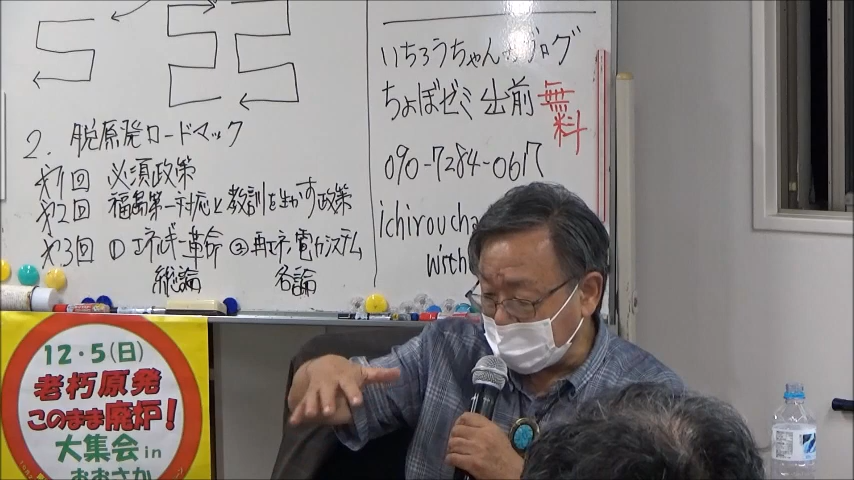 2. 脱原発ロードマップ
第1回 必須政策
第2回 福島第一対応と教訓を生かす政策
第3回 ① エネルギー革命 ② 再エネ、電力システム
総論 各論
いちろうちゃんのブログ
ちょぼゼミ 出前 無料
090-7284-0617
ichiroucha
with
12・5(日)
老朽原発
このまま廃炉!
大集会 in
おおさか